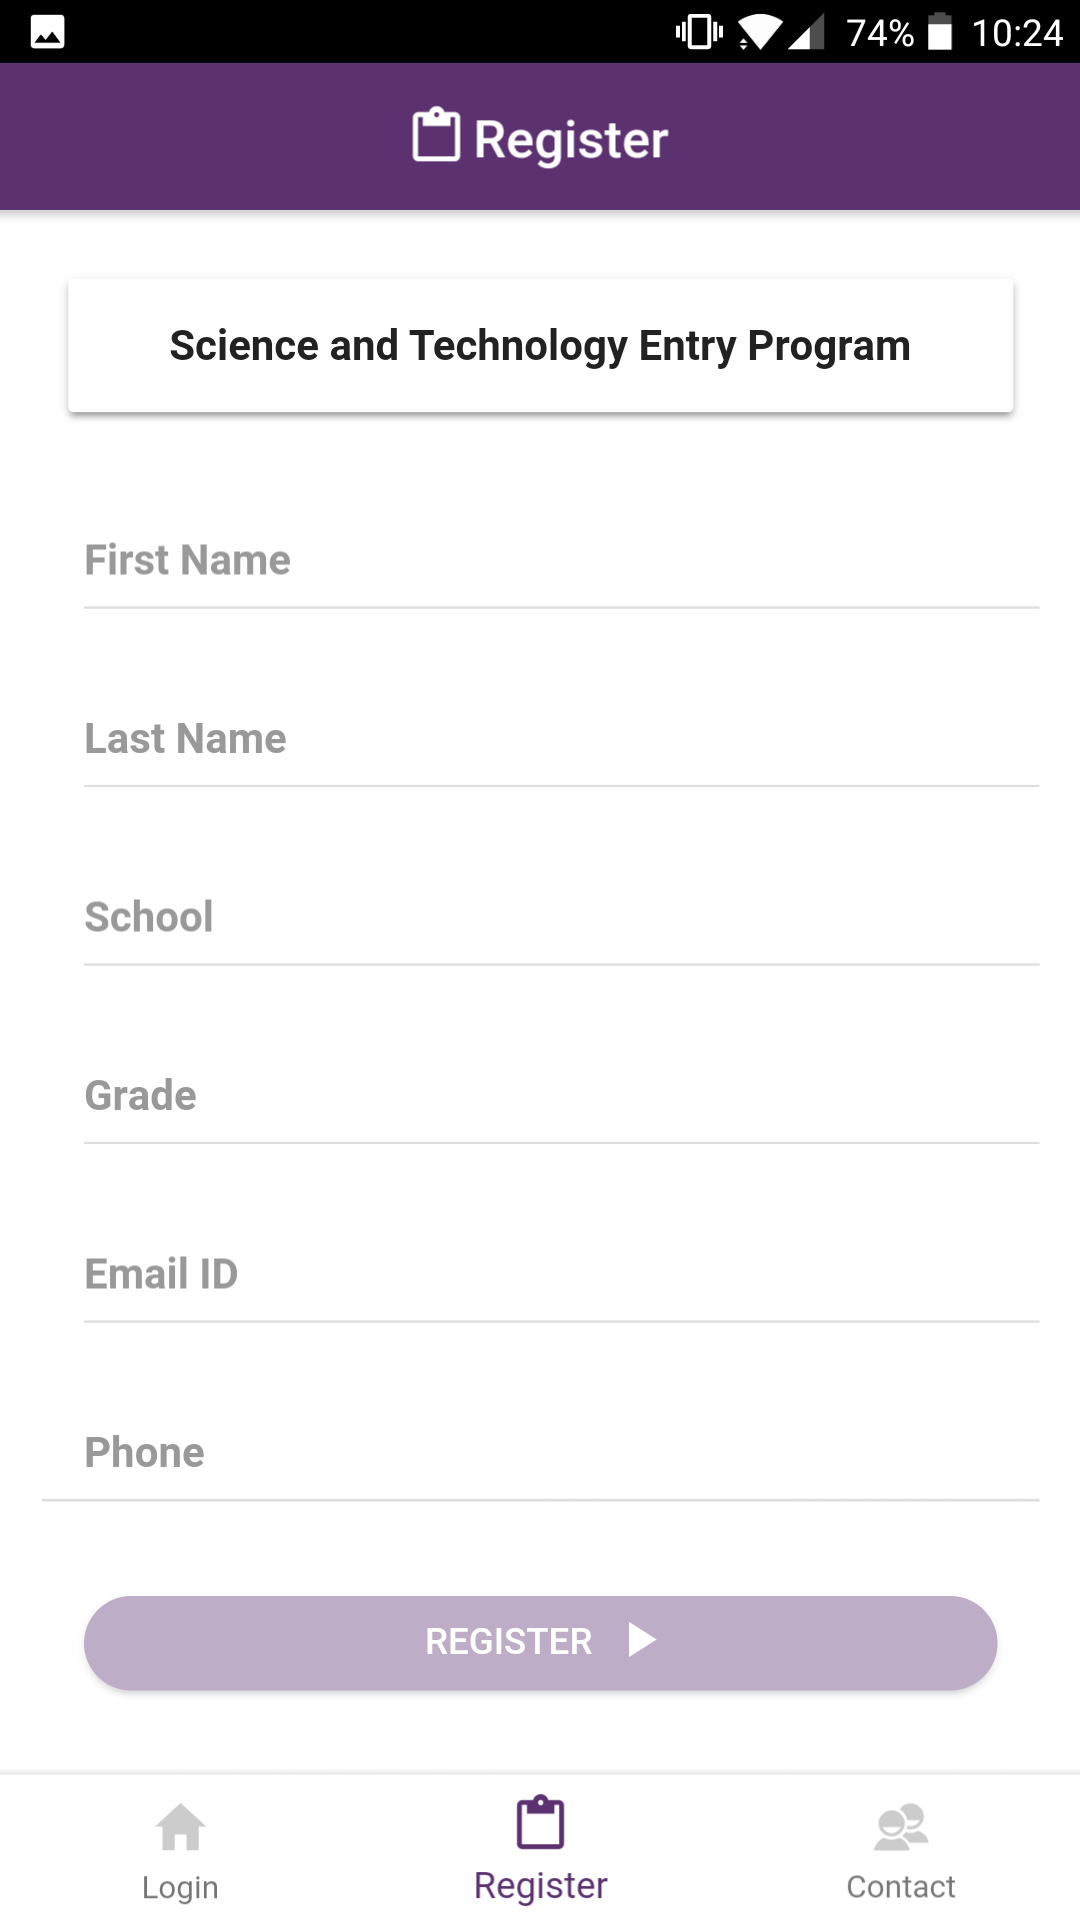 74% 10:24
Register
Science and Technology Entry Program
First Name
Last Name
School
Grade
Email ID
Phone
REGISTER
Login
Register
Contact